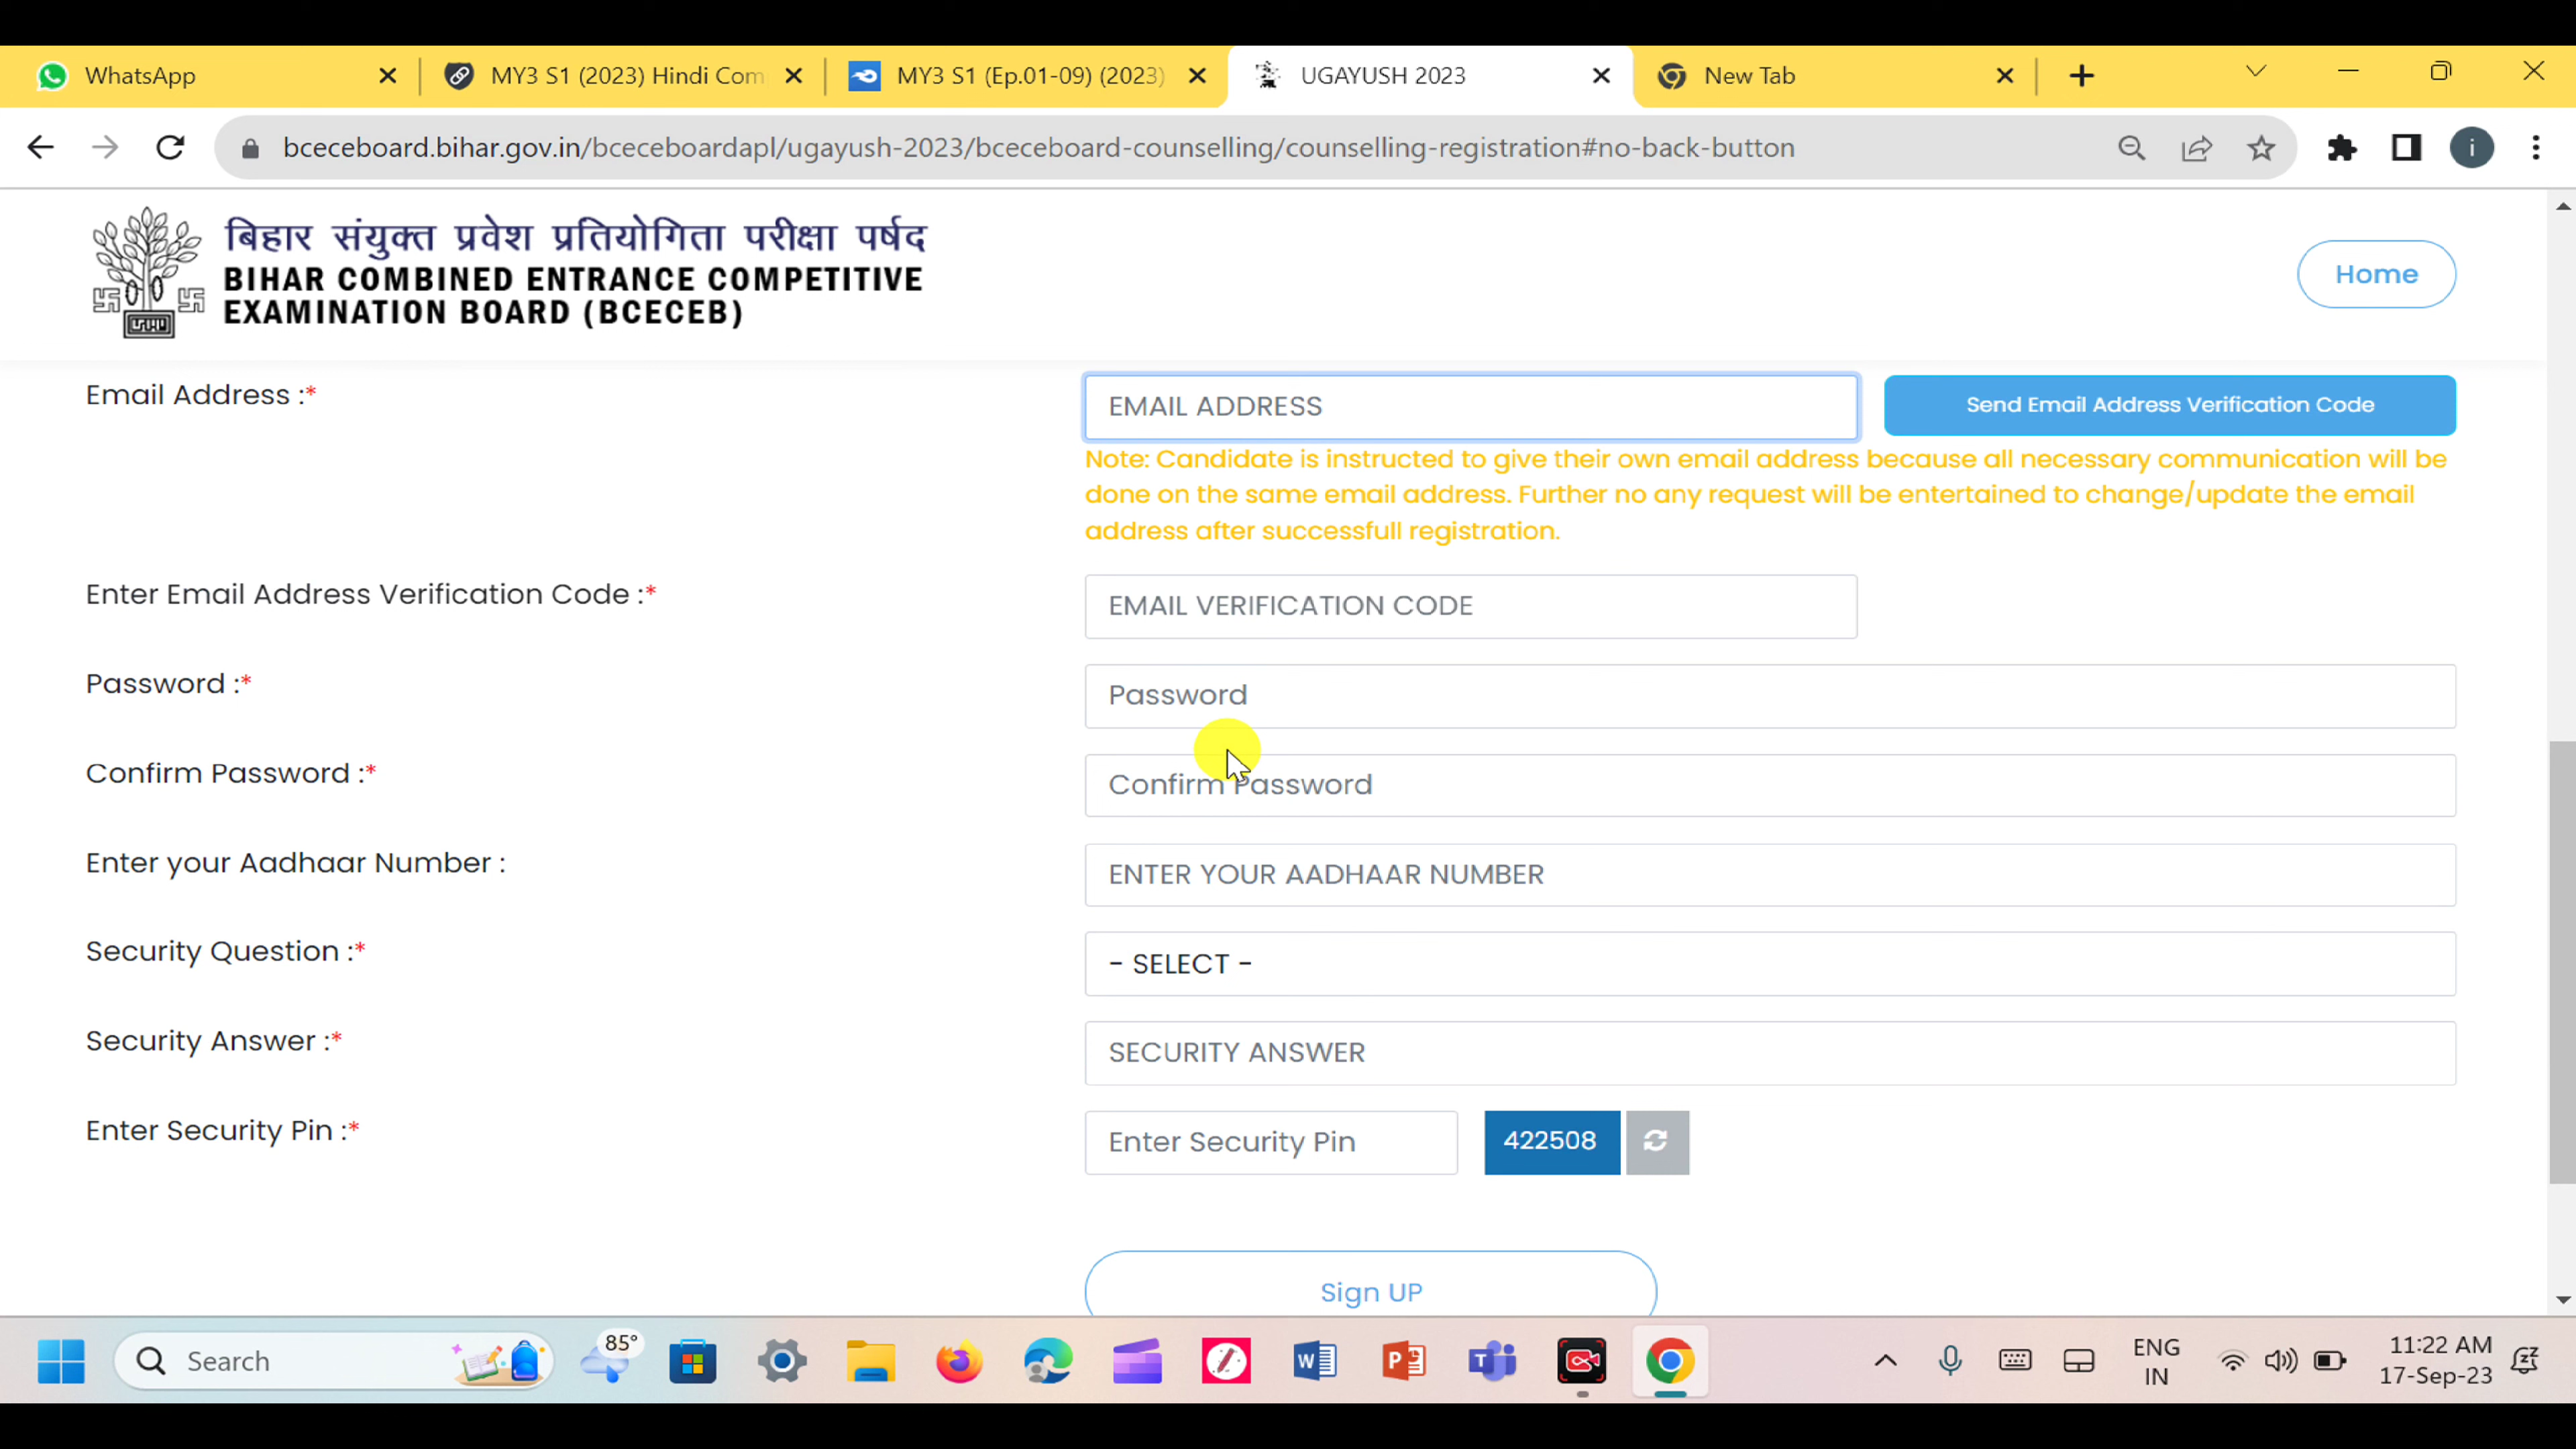 WhatsApp
MY3 S1 (2023) Hindi Com
MY3 S1 (Ep.01-09) (2023)
UGAYUSH 2023
New Tab
bceceboard.bihar.gov.in/bceceboardapl/ugayush-2023/bceceboard-counselling/counselling-registration#no-back-button
i
बिहार संयुक्त प्रवेश प्रतियोगिता परीक्षा पर्षद
BIHAR COMBINED ENTRANCE COMPETITIVE
EXAMINATION BOARD (BCECEB)
Home
Email Address :*
EMAIL ADDRESS
Send Email Address Verification Code
Note: Candidate is instructed to give their own email address because all necessary communication will be
done on the same email address. Further no any request will be entertained to change/update the email
address after successfull registration.
Enter Email Address Verification Code :*
EMAIL VERIFICATION CODE
Password :*
Password
Confirm Password :*
Confirm Password
Enter your Aadhaar Number :
ENTER YOUR AADHAAR NUMBER
Security Question :*
- SELECT -
Security Answer :*
SECURITY ANSWER
Enter Security Pin :*
Enter Security Pin
422508
Sign UP
Search
85°
ENG
IN
11:22 AM
17-Sep-23